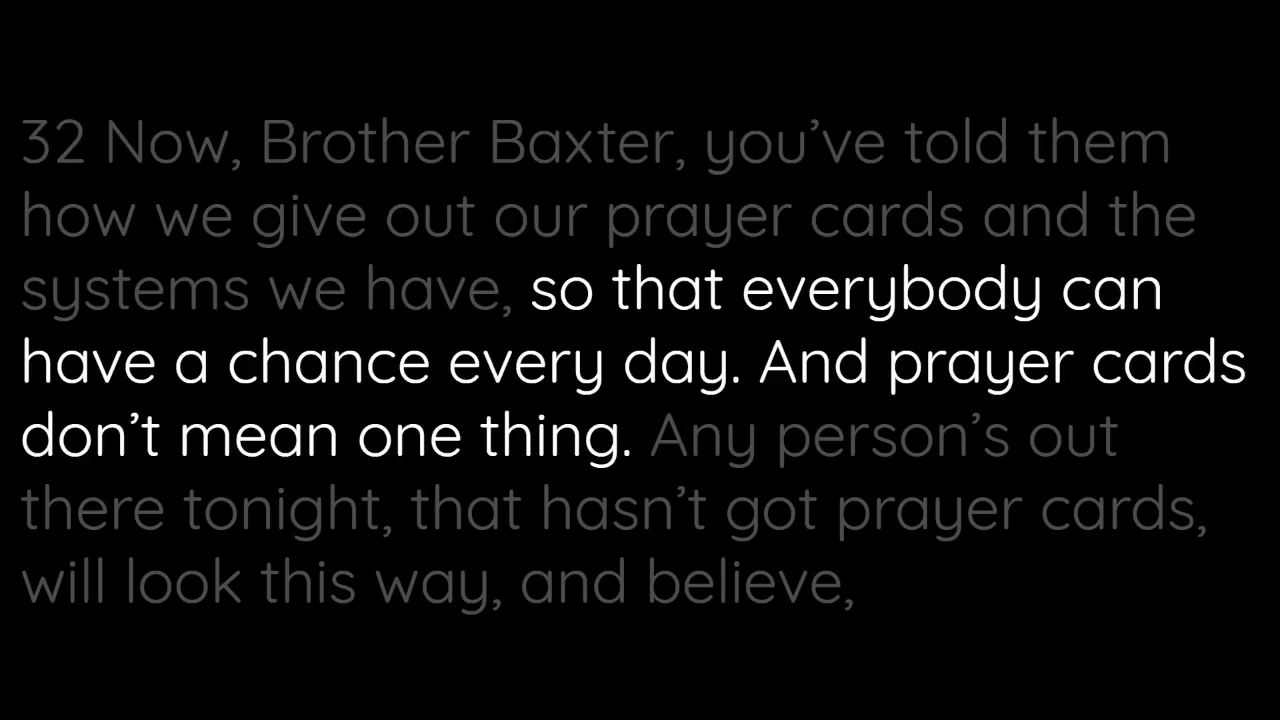 32 Now, Brother Baxter, you’ve told them
how we give out our prayer cards and the
systems we have, so that everybody can
have a chance every day. And prayer cards
don’t mean one thing. Any person’s out
there tonight, that hasn’t got prayer cards,
will look this way, and believe,